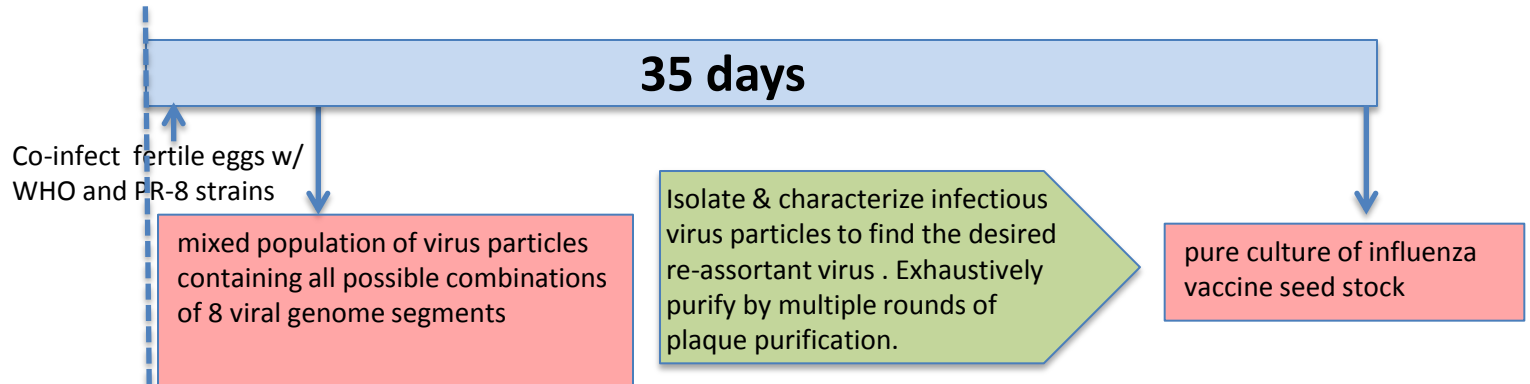 35 days
Co-infect fertile eggs w/
WHO and PR-8 strains
mixed population of virus particles
containing all possible combinations
of 8 viral genome segments
Isolate & characterize infectious
virus particles to find the desired
re-assortant virus . Exhaustively
purify by multiple rounds of
plaque purification.
pure culture of influenza
vaccine seed stock